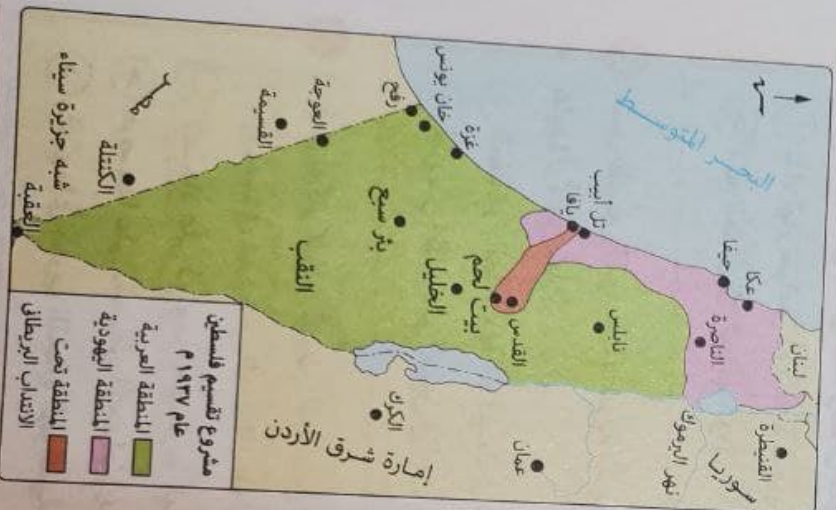 البحر المتوسط
لبنان
عكا
حيفا
الناصرة
القنيطرة
سوريا
نهر اليرموك
تل أبيب
يافا
نابلس
القدس
بيت لحم
الخليل
عمان
إمارة شرق الأردن
الكرك
غزة
خان يونس
رفح
بئر سبع
النقب
العوجة
القسيمة
الكنتلة
شبه جزيرة سيناء
العقبة
مشروع تقسيم فلسطين
عام ١٩٣٧م
المنطقة العربية
المنطقة اليهودية
المنطقة تحت
الانتداب البريطانى